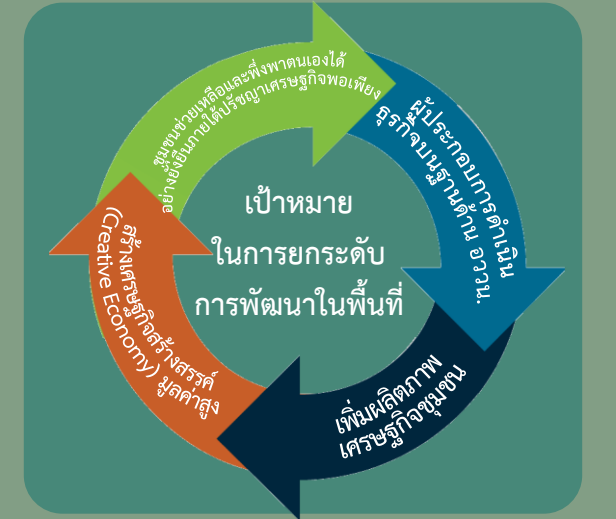 เป้าหมาย
ในการยกระดับ
การพัฒนาในพื้นที่
ชุมชนช่วยเหลือและพึ่งพาตนเองได้
อย่างยั่งยืนภายใต้ปรัชญาเศรษฐกิจพอเพียง
ผู้ประกอบการดำเนิน
ธุรกิจบนฐานด้าน อววน.
เพิ่มผลิตภาพ
เศรษฐกิจชุมชน
สร้างเศรษฐกิจสร้างสรรค์
(Creative Economy) มูลค่าสูง